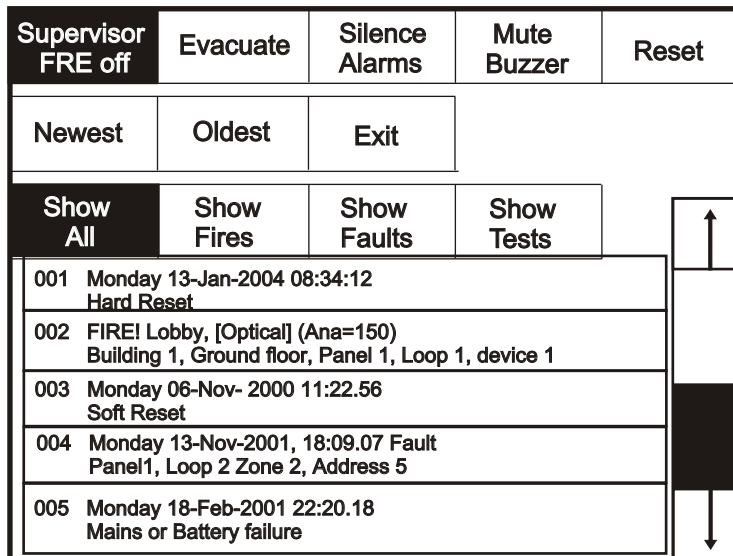 Supervisor FRE off
Evacuate
Silence Alarms
Mute Buzzer
Reset
Newest
Oldest
Exit
Show All
Show Fires
Show Faults
Show Tests
001 Monday 13-Jan-2004 08:34:12
Hard Reset
002 FIRE! Lobby, [Optical] (Ana=150)
Building 1, Ground floor, Panel 1, Loop 1, device 1
003 Monday 06-Nov- 2000 11:22.56
Soft Reset
004 Monday 13-Nov-2001, 18:09.07 Fault
Panel1, Loop 2 Zone 2, Address 5
005 Monday 18-Feb-2001 22:20.18
Mains or Battery failure